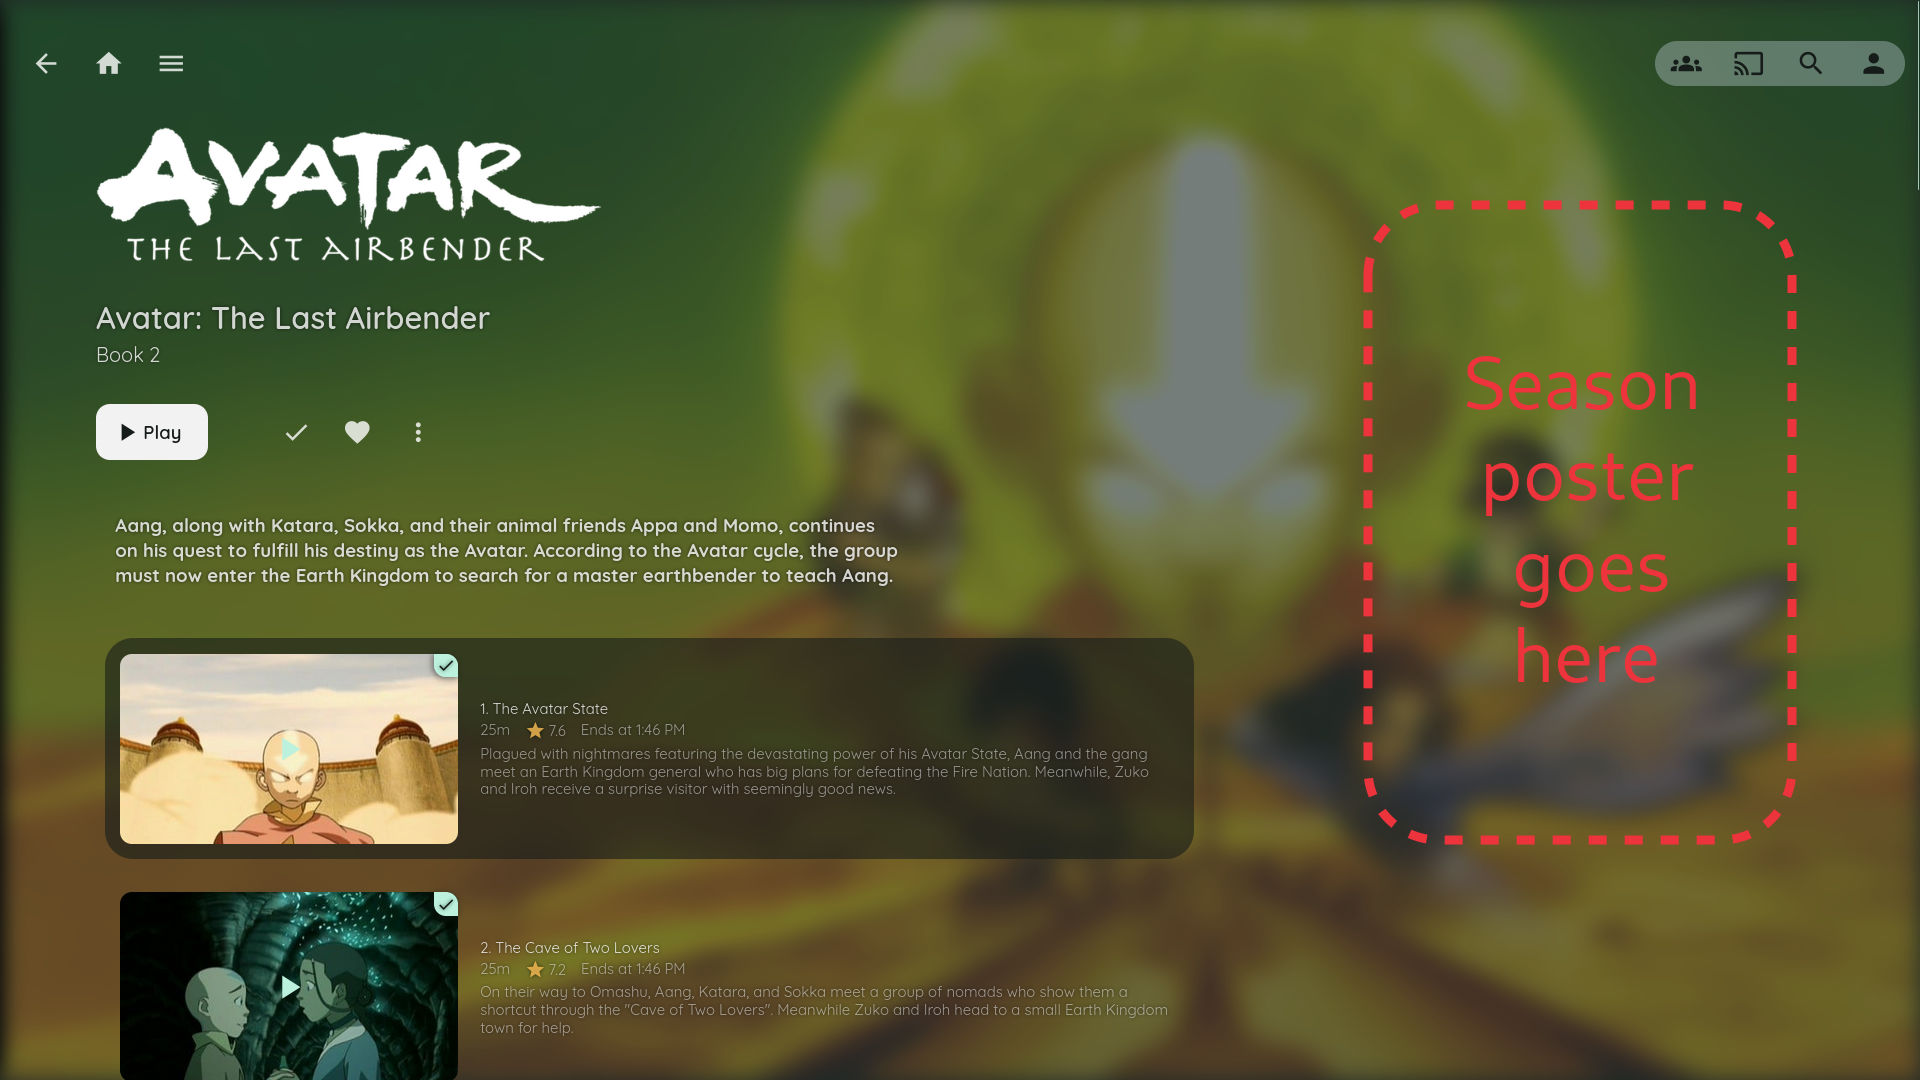 AVATAR
THE LAST AIRBENDER
Avatar: The Last Airbender
Book 2
Play
Aang, along with Katara, Sokka, and their animal friends Appa and Momo, continues
on his quest to fulfill his destiny as the Avatar. According to the Avatar cycle, the group
must now enter the Earth Kingdom to search for a master earthbender to teach Aang.
1. The Avatar State
25m 7.6 Ends at 1:46 PM
Plagued with nightmares featuring the devastating power of his Avatar State, Aang and the gang
meet an Earth Kingdom general who has big plans for defeating the Fire Nation. Meanwhile, Zuko
and Iroh receive a surprise visitor with seemingly good news.
2. The Cave of Two Lovers
25m 7.2 Ends at 1:46 PM
On their way to Omashu, Aang, Katara, and Sokka meet a group of nomads who show them a
shortcut through the "Cave of Two Lovers". Meanwhile Zuko and Iroh head to a small Earth Kingdom
town for help.
Season
poster
goes
here